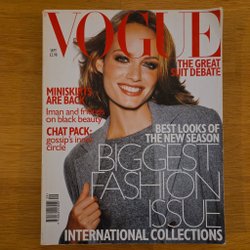 VOGUE
SEPT
THE GREAT
SUIT DEBATE
MINISKIRTS
ARE BACK
Iman and friends
on black beauty
CHAT PACK:
gossip's inner
circle
BEST LOOKS OF
THE NEW SEASON
BIGGEST
FASHION
ISSUE
INTERNATIONAL COLLECTIONS